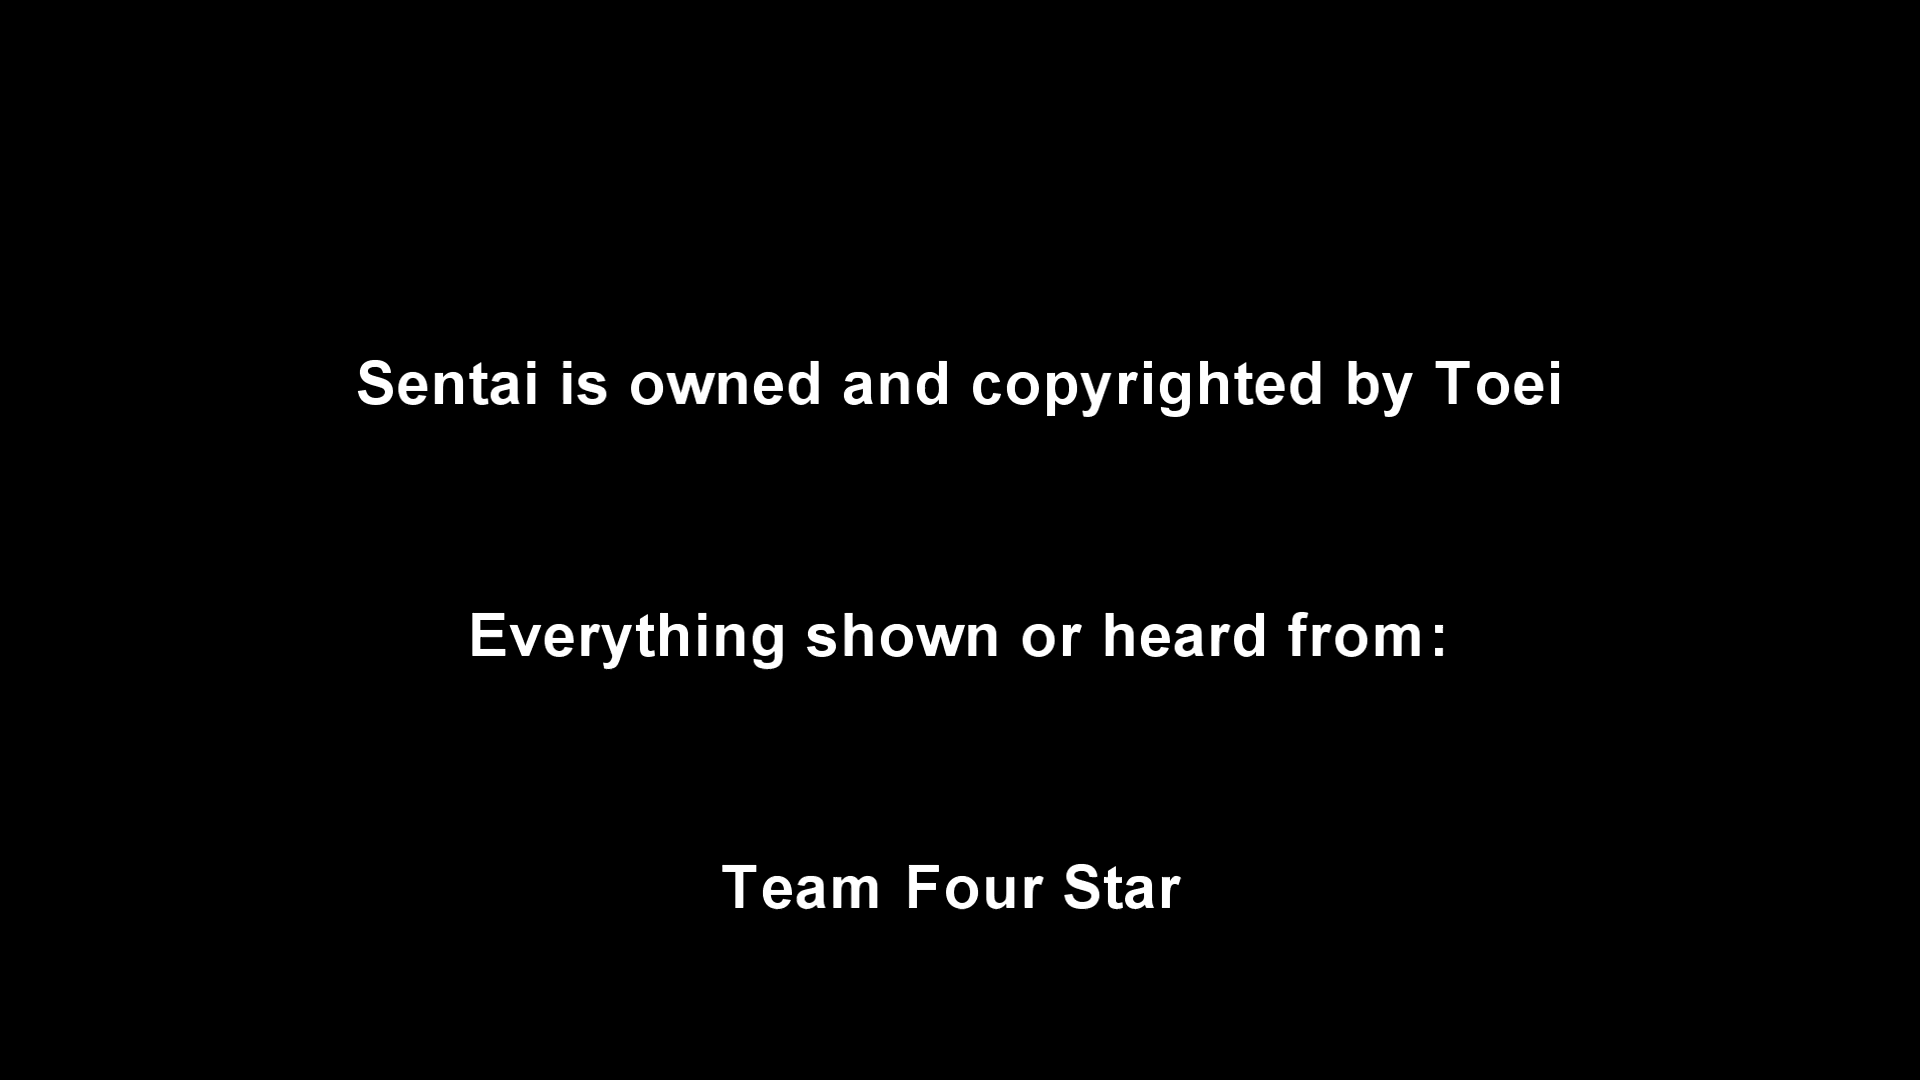 Sentai is owned and copyrighted by Toei
Everything shown or heard from:
Team Four Star